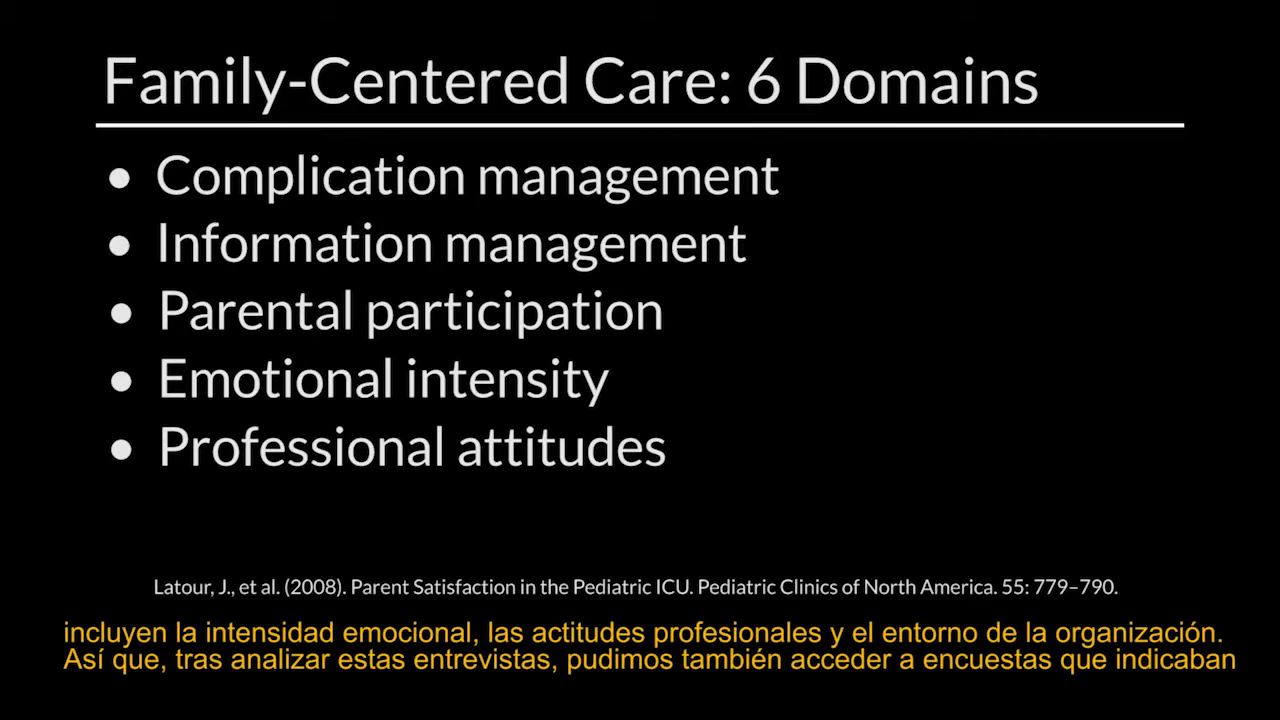 Family-Centered Care: 6 Domains
• Complication management
• Information management
• Parental participation
• Emotional intensity
• Professional attitudes
Latour, J., et al. (2008). Parent Satisfaction in the Pediatric ICU. Pediatric Clinics of North America. 55: 779–790.
incluyen la intensidad emocional, las actitudes profesionales y el entorno de la organización.
Así que, tras analizar estas entrevistas, pudimos también acceder a encuestas que indicaban